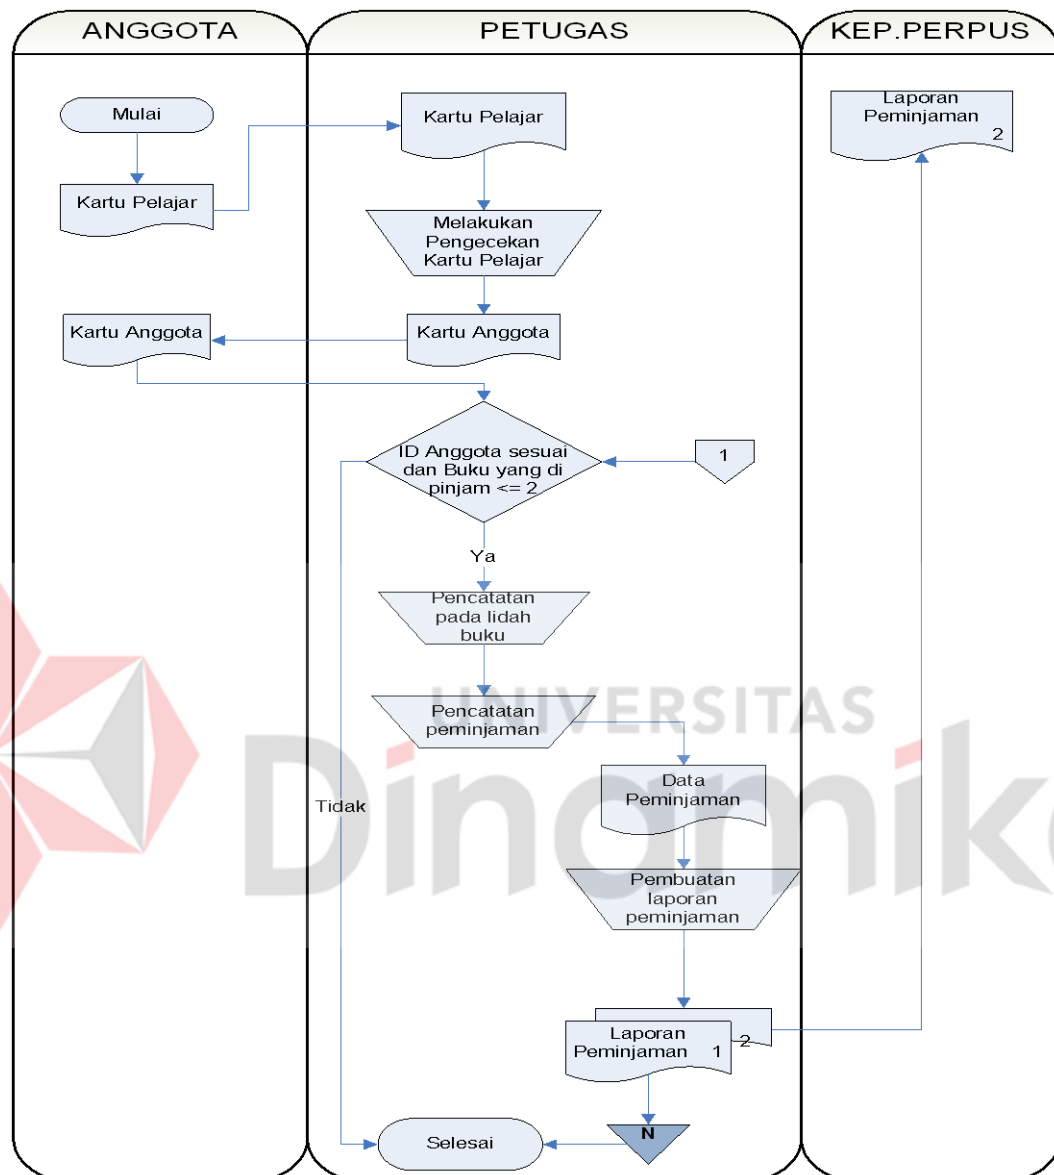 ANGGOTA
PETUGAS
KEP.PERPUS
Mulai
Kartu Pelajar
Kartu Pelajar
Melakukan
Pengecekan
Kartu Pelajar
Kartu Anggota
Kartu Anggota
ID Anggota sesuai
dan Buku yang di
pinjam <= 2
1
Ya
Tidak
Pencatatan
pada lidah
buku
Pencatatan
peminjaman
Data
Peminjaman
Pembuatan
laporan
peminjaman
Laporan
Peminjaman 1
2
N
Selesai
Laporan
Peminjaman
2
UNIVERSITAS
Dinamika